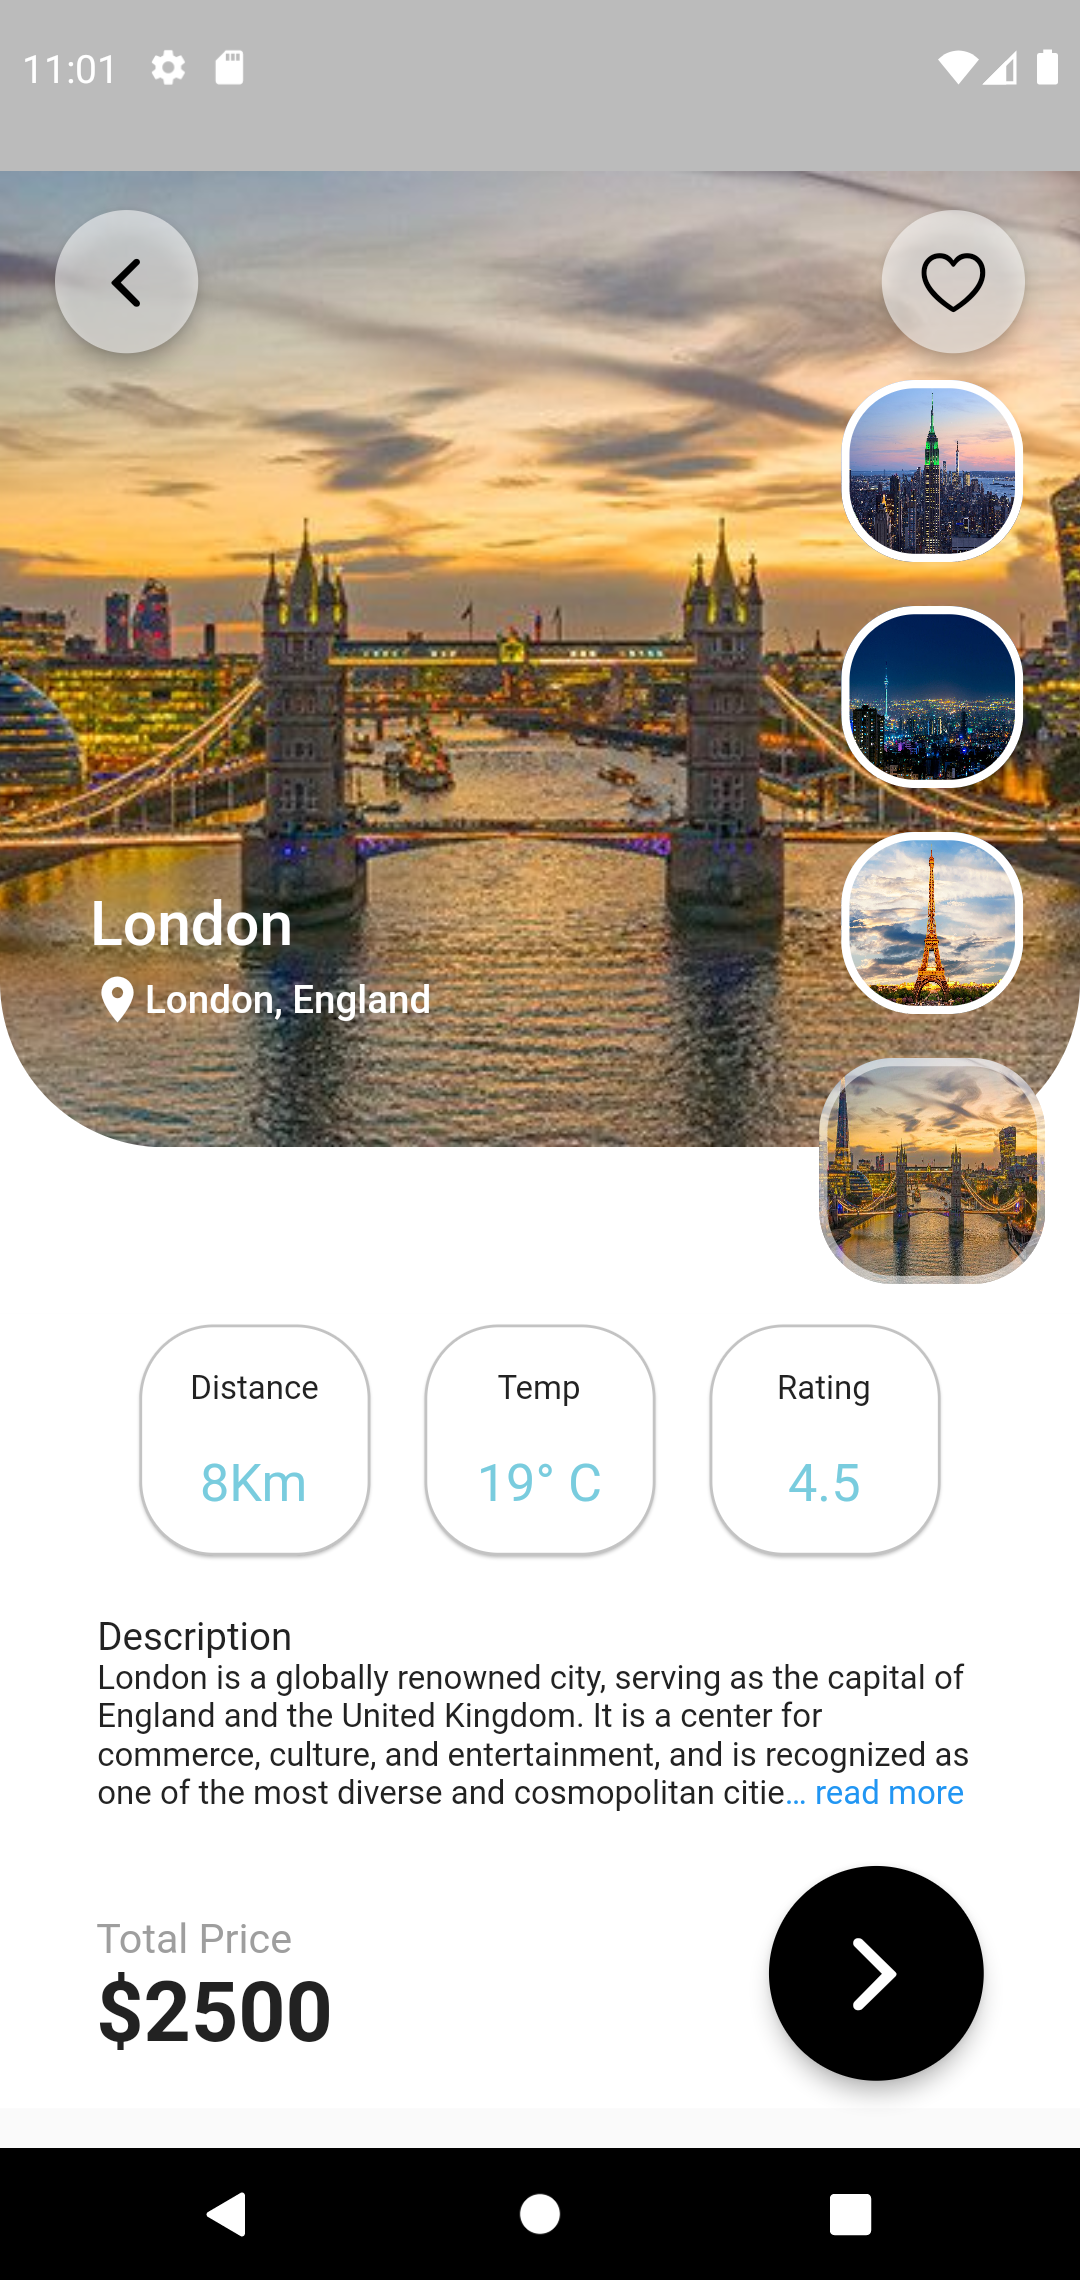 11:01
London
London, England
Distance
8Km
Temp
19° C
Rating
4.5
Description
London is a globally renowned city, serving as the capital of
England and the United Kingdom. It is a center for
commerce, culture, and entertainment, and is recognized as
one of the most diverse and cosmopolitan citie... read more
Total Price
$2500